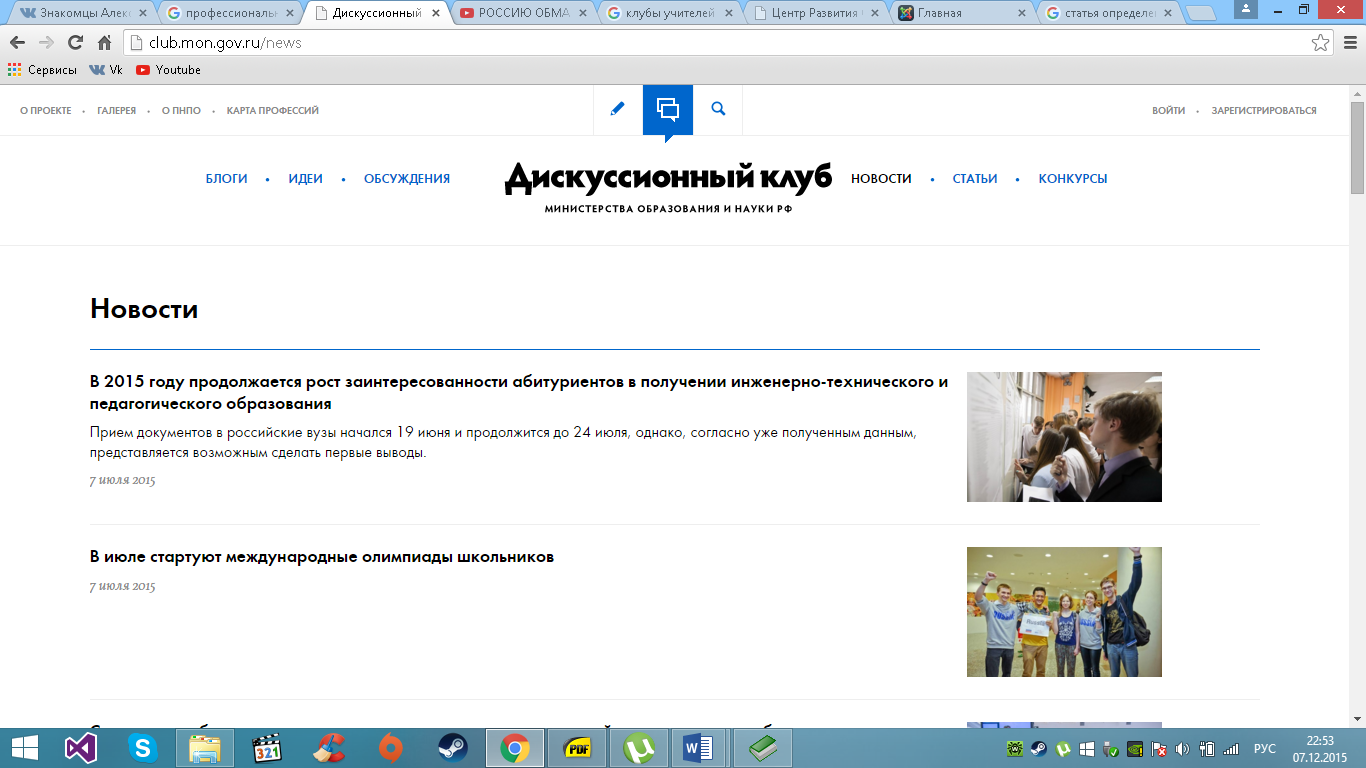 Знакомцы Алек
профессиональн
Дискуссионный
РОССИЮ ОБМА
клубы учителей
Центр Развития
Главная
статья определе
club.mon.gov.ru/news
Сервисы Vk Youtube
О ПРОЕКТЕ • ГАЛЕРЕЯ • О ПНПО • КАРТА ПРОФЕССИЙ
ВОЙТИ • ЗАРЕГИСТРИРОВАТЬСЯ
БЛОГИ • ИДЕИ • ОБСУЖДЕНИЯ
Дискуссионный клуб
МИНИСТЕРСТВА ОБРАЗОВАНИЯ И НАУКИ РФ
НОВОСТИ • СТАТЬИ • КОНКУРСЫ
Новости
В 2015 году продолжается рост заинтересованности абитуриентов в получении инженерно-технического и
педагогического образования
Прием документов в российские вузы начался 19 июня и продолжится до 24 июля, однако, согласно уже полученным данным,
представляется возможным сделать первые выводы.
7 июля 2015
В июле стартуют международные олимпиады школьников
7 июля 2015
321
PDF
РУС
22:53
07.12.2015